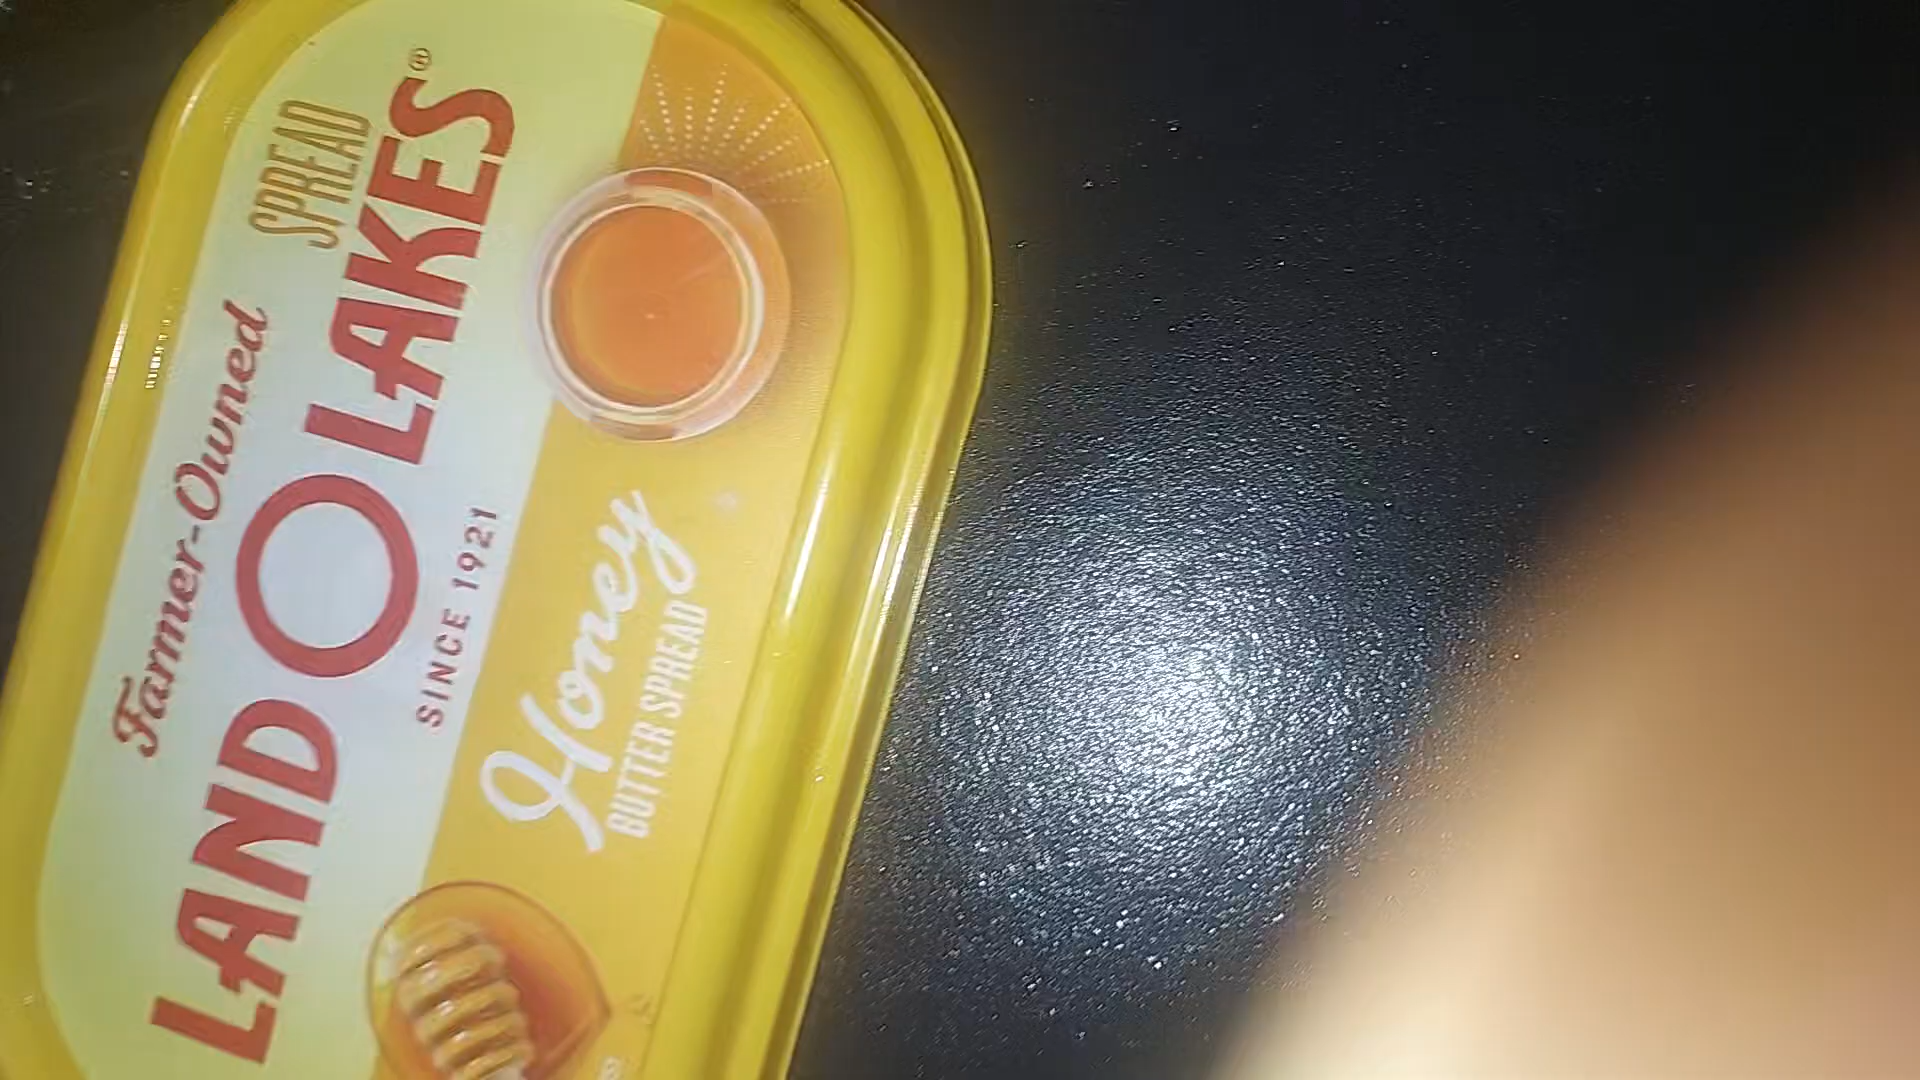 Farmer-Owned
SPREAD
LAND O LAKES®
SINCE 1921
Honey
BUTTER SPREAD